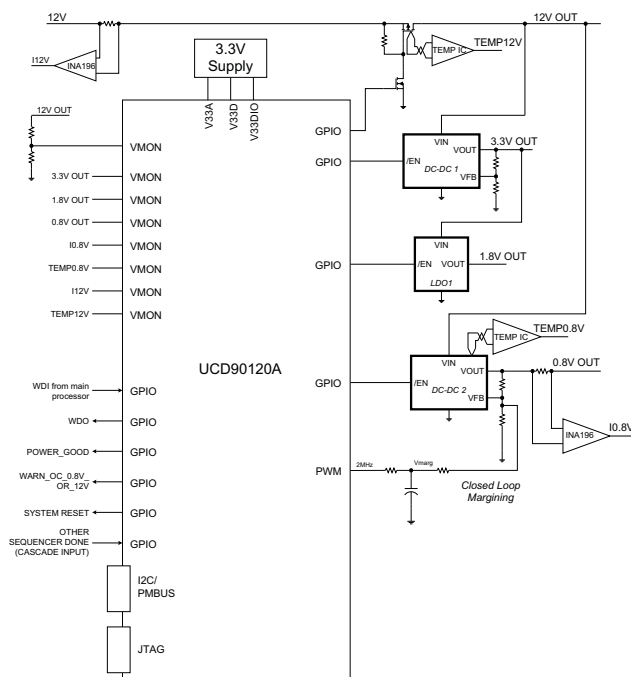 12V
12V OUT
I12V
INA196
3.3V
Supply
TEMP IC
TEMP12V
V33A
V33D
V33DIO
12V OUT
VMON
3.3V OUT
VMON
1.8V OUT
VMON
0.8V OUT
VMON
I0.8V
VMON
TEMP0.8V
VMON
I12V
VMON
TEMP12V
VMON
UCD90120A
WDI from main
processor
GPIO
WDO
GPIO
POWER_GOOD
GPIO
WARN_OC_0.8V_
OR_12V
GPIO
SYSTEM RESET
GPIO
OTHER
SEQUENCER DONE
(CASCADE INPUT)
GPIO
I2C/
PMBUS
JTAG
GPIO
GPIO
VIN
VOUT
/EN
DC-DC 1
VFB
3.3V OUT
GPIO
VIN
/EN
VOUT
LDO1
1.8V OUT
TEMP IC
TEMP0.8V
GPIO
VIN
VOUT
/EN
DC-DC 2
VFB
0.8V OUT
INA196
I0.8V
PWM
2MHz
Vmarg
Closed Loop
Margining